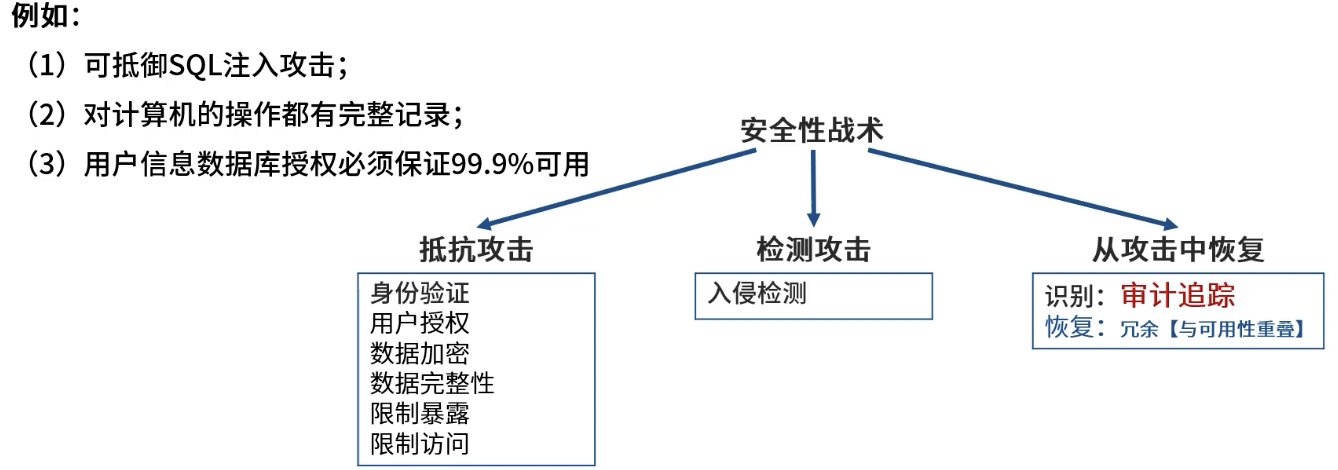 例如：
（1）可抵御SQL注入攻击；
（2）对计算机的操作都有完整记录；
（3）用户信息数据库授权必须保证99.9%可用
安全性战术
抵抗攻击
身份验证
用户授权
数据加密
数据完整性
限制暴露
限制访问
检测攻击
入侵检测
从攻击中恢复
识别：审计追踪
恢复：冗余【与可用性重叠】